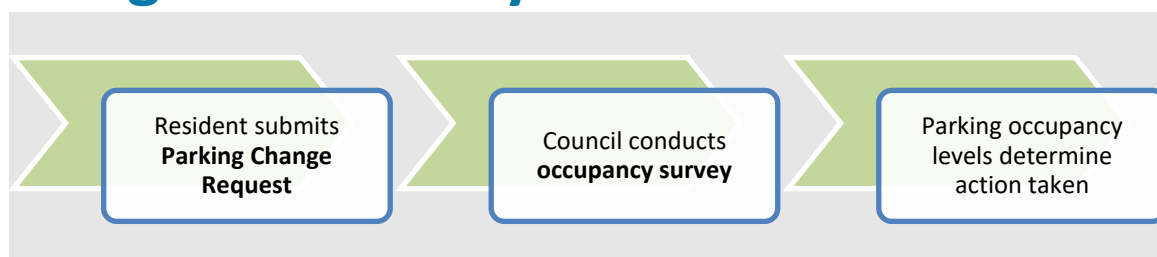 Resident submits
Parking Change
Request
Council conducts
occupancy survey
Parking occupancy
levels determine
action taken